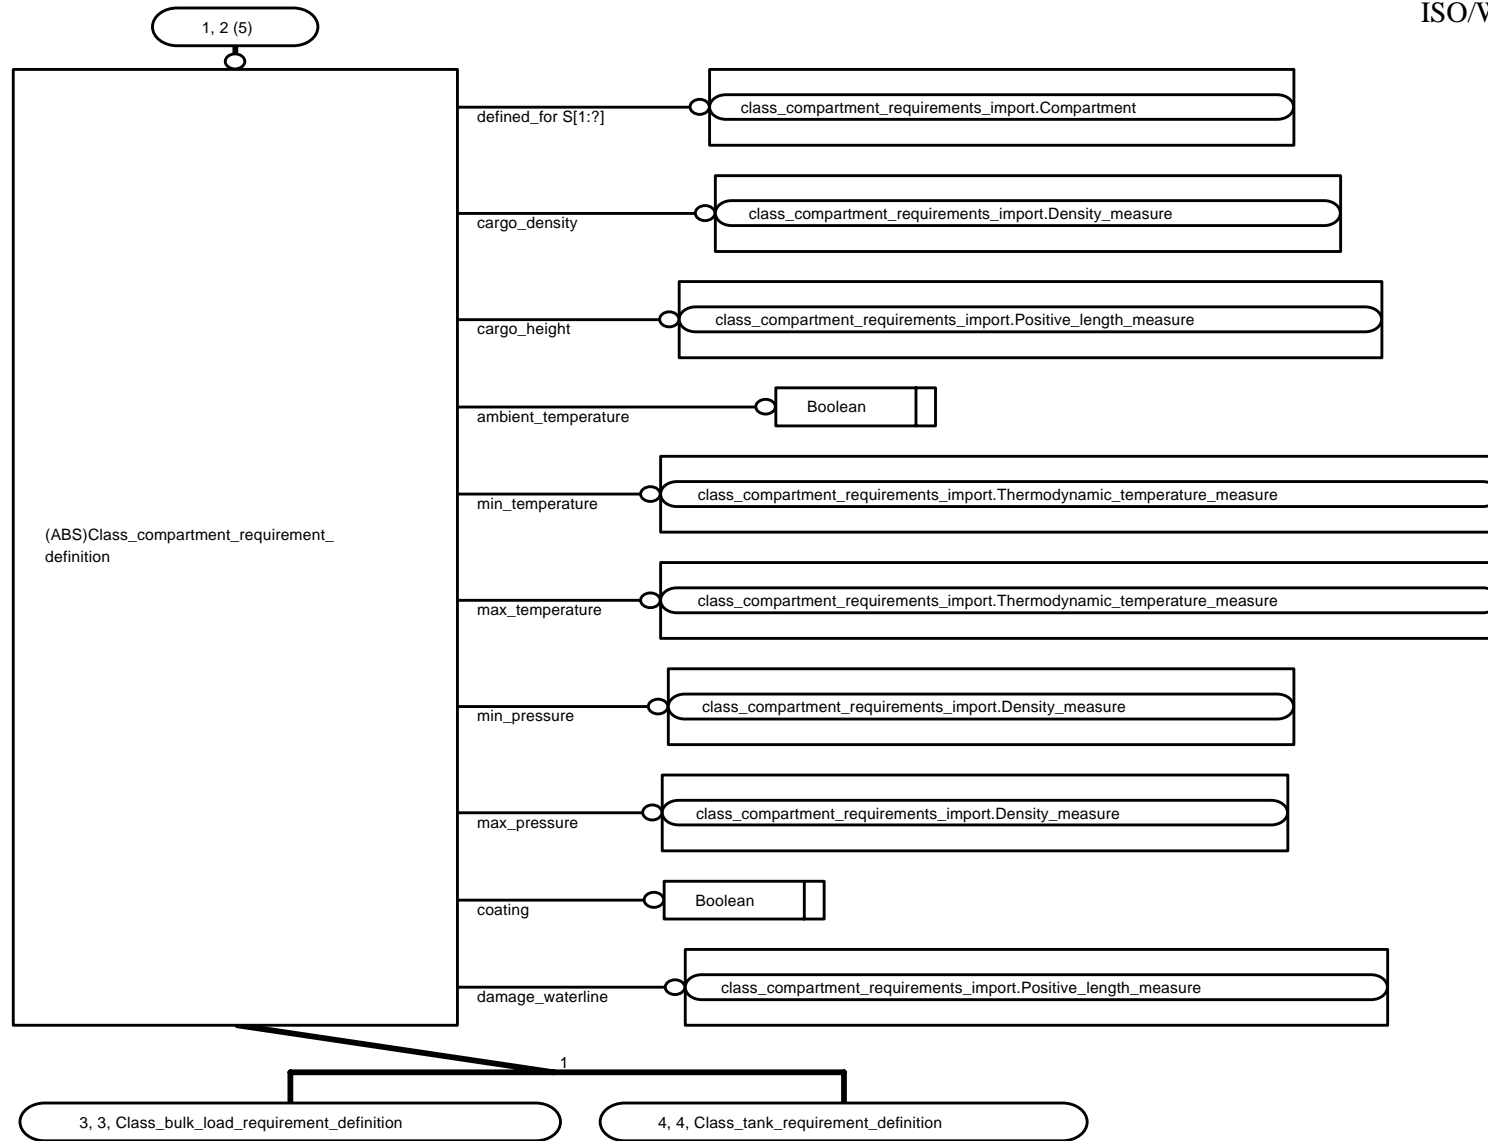 ISO/W
1, 2 (5)
defined_for S[1:?]
class_compartment_requirements_import.Compartment
cargo_density
class_compartment_requirements_import.Density_measure
cargo_height
class_compartment_requirements_import.Positive_length_measure
ambient_temperature
Boolean
min_temperature
class_compartment_requirements_import.Thermodynamic_temperature_measure
(ABS)Class_compartment_requirement_
definition
max_temperature
class_compartment_requirements_import.Thermodynamic_temperature_measure
min_pressure
class_compartment_requirements_import.Density_measure
max_pressure
class_compartment_requirements_import.Density_measure
coating
Boolean
damage_waterline
class_compartment_requirements_import.Positive_length_measure
1
3, 3, Class_bulk_load_requirement_definition
4, 4, Class_tank_requirement_definition